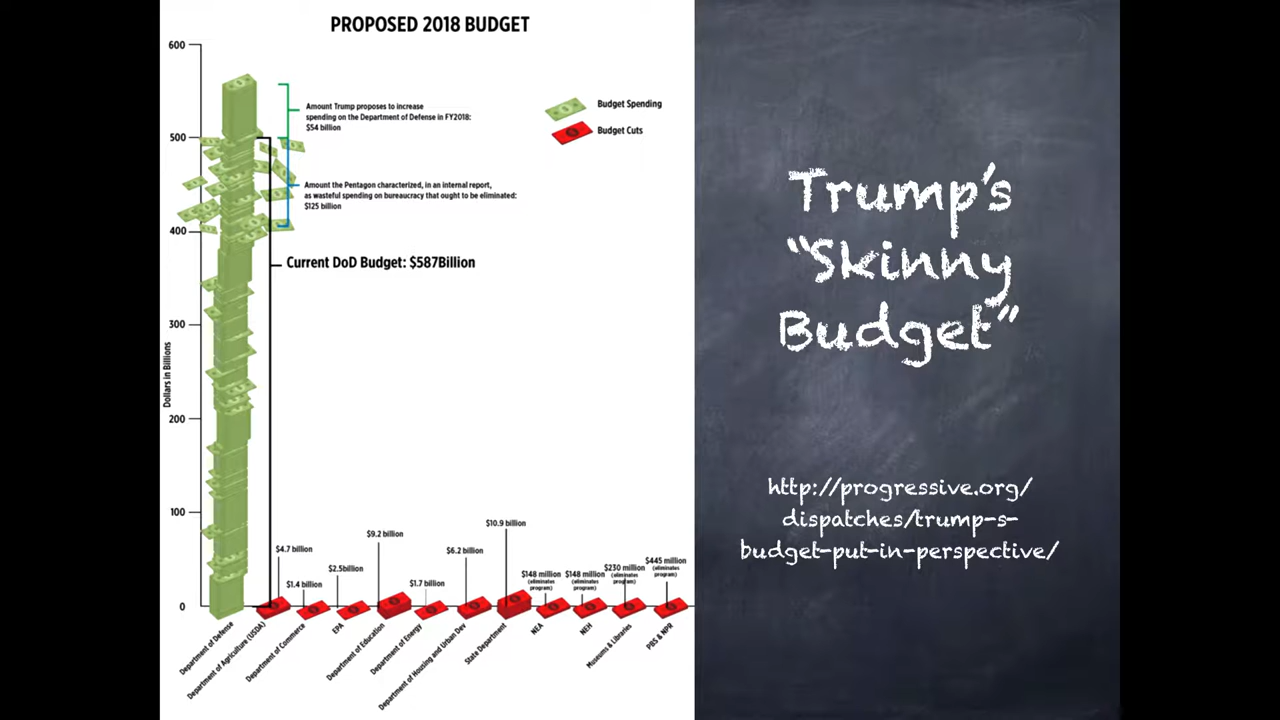 PROPOSED 2018 BUDGET
600
500
400
300
200
100
0
Dollars in Billions
Amount Trump proposes to increase
spending on the Department of Defense in FY2018:
$54 billion
Budget Spending
Budget Cuts
Amount the Pentagon characterized, in an internal report,
as wasteful spending on bureaucracy that ought to be eliminated:
$125 billion
Current DoD Budget: $587Billion
$4.7 billion
$1.4 billion
$2.5billion
$9.2 billion
$1.7 billion
$6.2 billion
$10.9 billion
$148 million
(eliminates
program)
$148 million
(eliminates
program)
$230 million
(eliminates
program)
$445 million
(eliminates
program)
Department of Defense
Department of Agriculture (USDA)
Department of Commerce
EPA
Department of Education
Department of Energy
Department of Housing and Urban Dev
State Department
NEA
NEH
Museums & Libraries
PBS & NPR
Trump's
"Skinny
Budget"
http://progressive.org/
dispatches/trump-s-
budget-put-in-perspective/